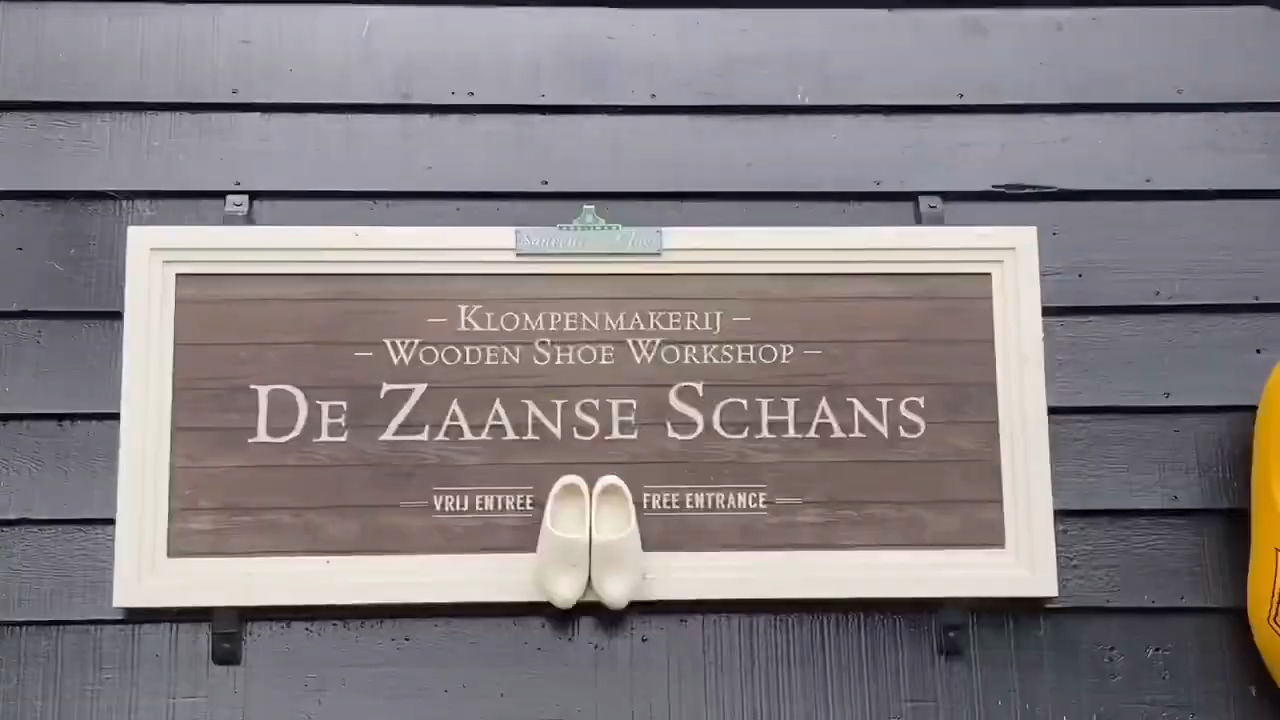 – KLOMPENMAKERIJ –
– WOODEN SHOE WORKSHOP –
DE ZAANSE SCHANS
VRIJ ENTREE FREE ENTRANCE